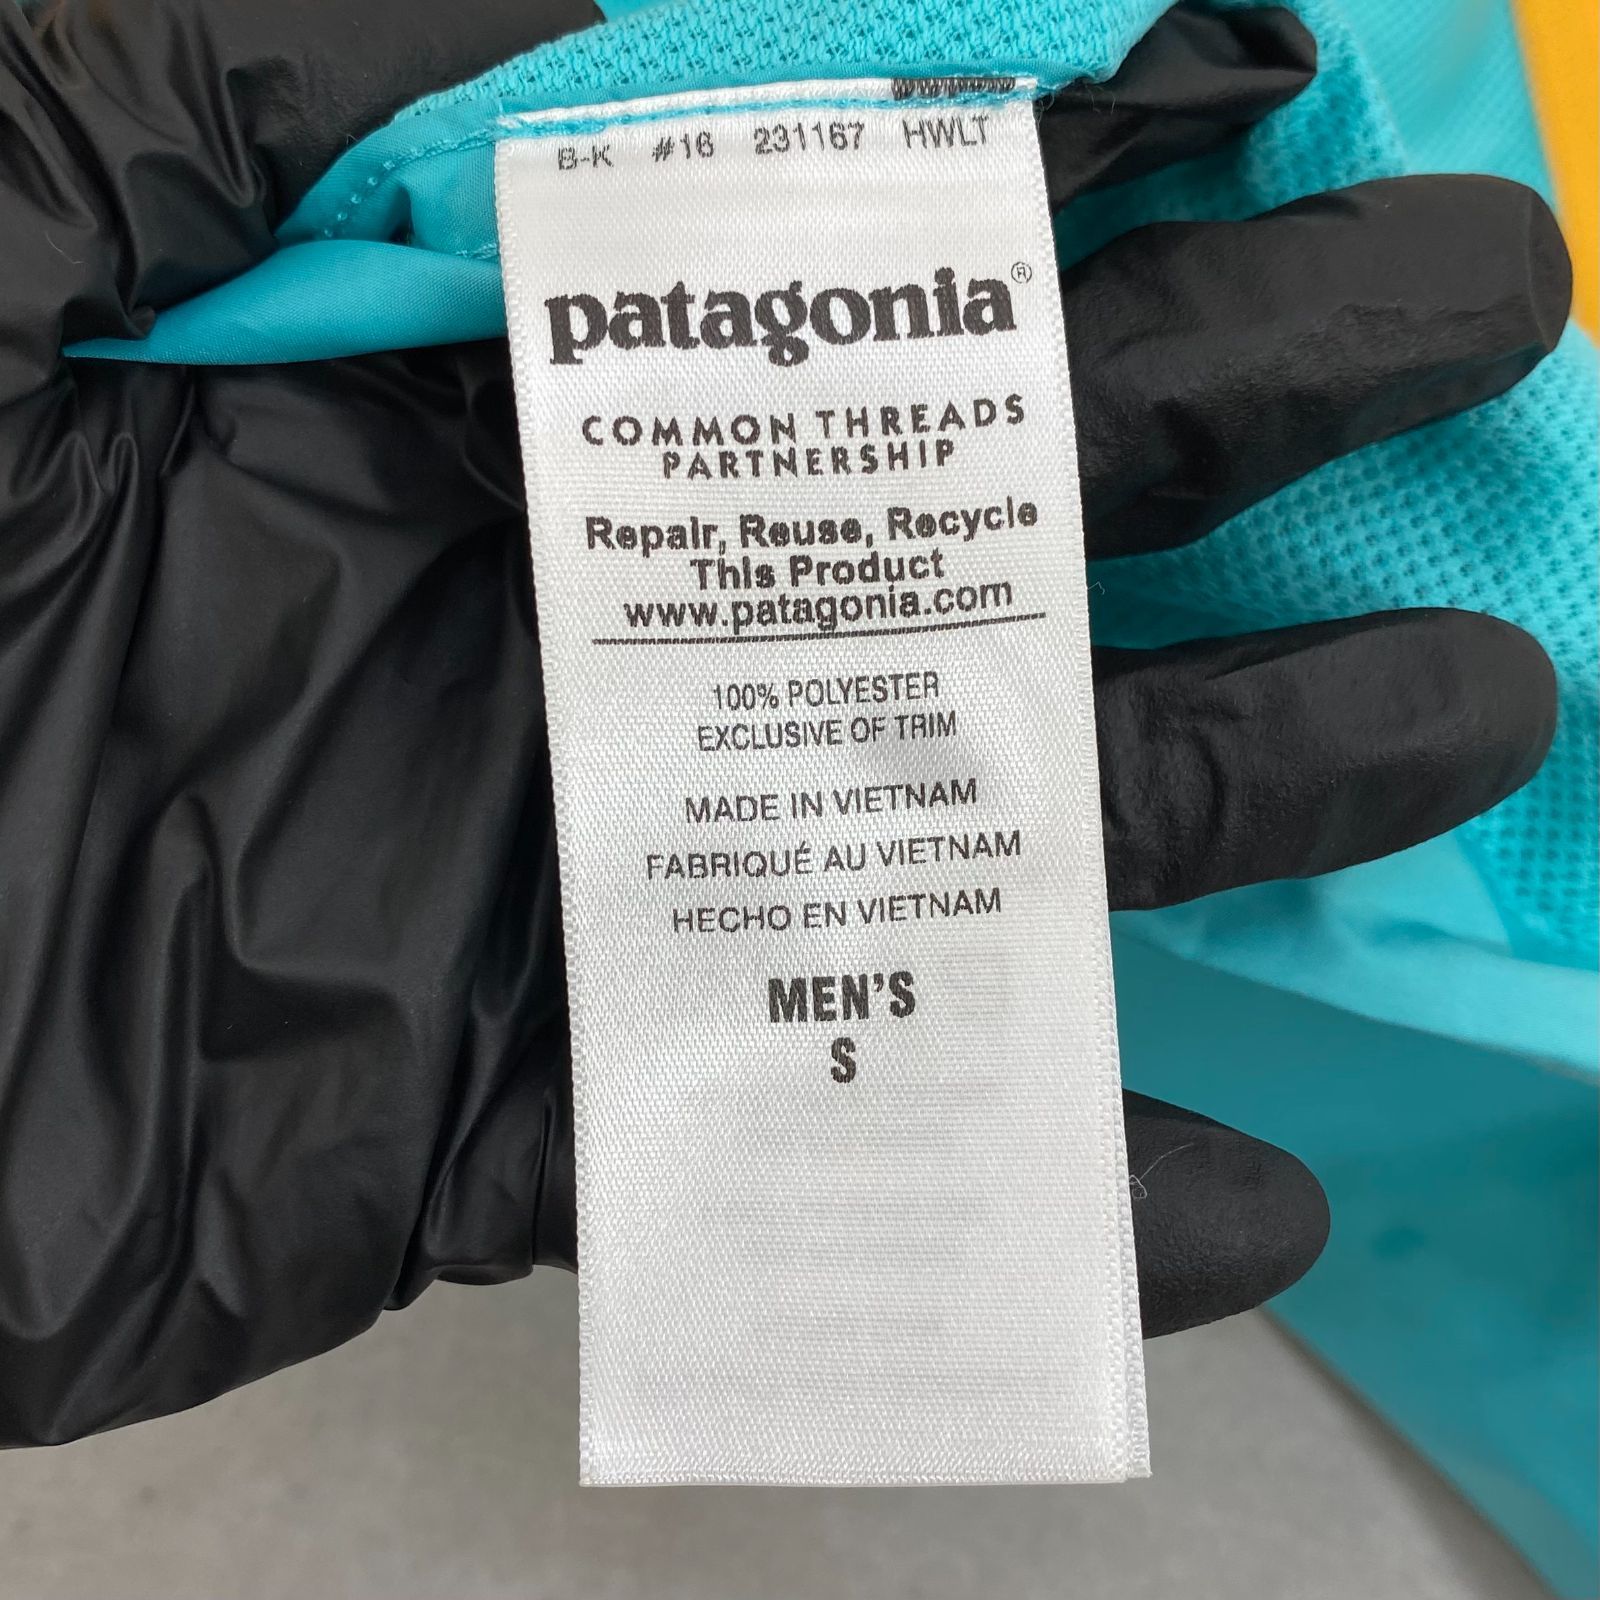 B-K #16 231167 HWLT
patagonia®
COMMON THREADS
PARTNERSHIP
Repair, Reuse, Recycle
This Product
www.patagonia.com
100% POLYESTER
EXCLUSIVE OF TRIM
MADE IN VIETNAM
FABRIQUÉ AU VIETNAM
HECHO EN VIETNAM
MEN'S
S